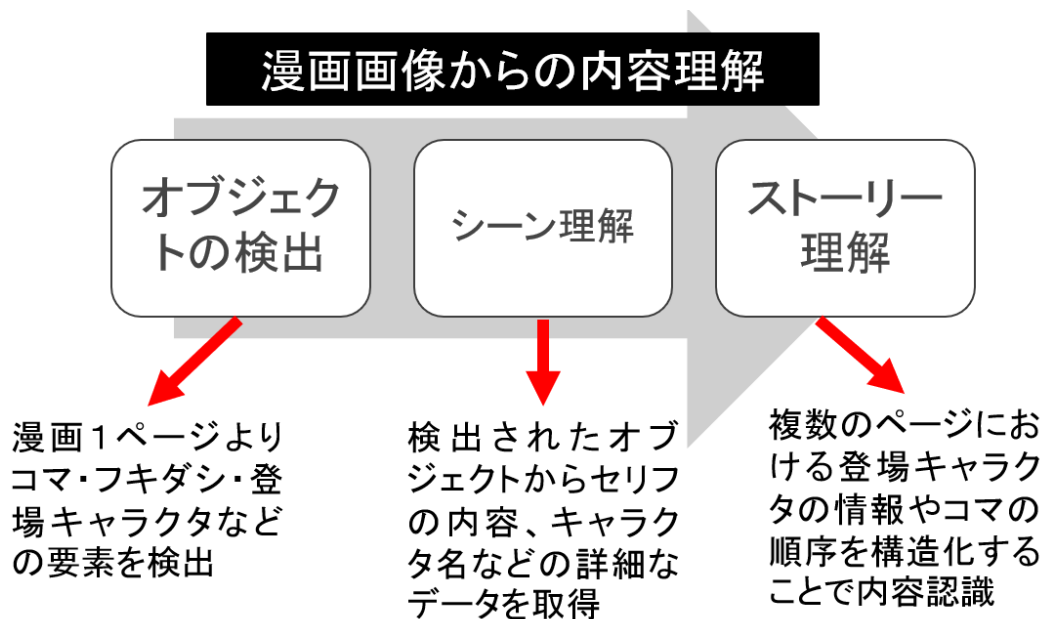 漫画画像からの内容理解
オブジェク
トの検出
シーン理解
ストーリー
理解
漫画１ページより
コマ・フキダシ・登
場キャラクタなど
の要素を検出
検出されたオブ
ジェクトからセリフ
の内容、キャラク
タ名などの詳細な
データを取得
複数のページにお
ける登場キャラク
タの情報やコマの
順序を構造化する
ことで内容認識